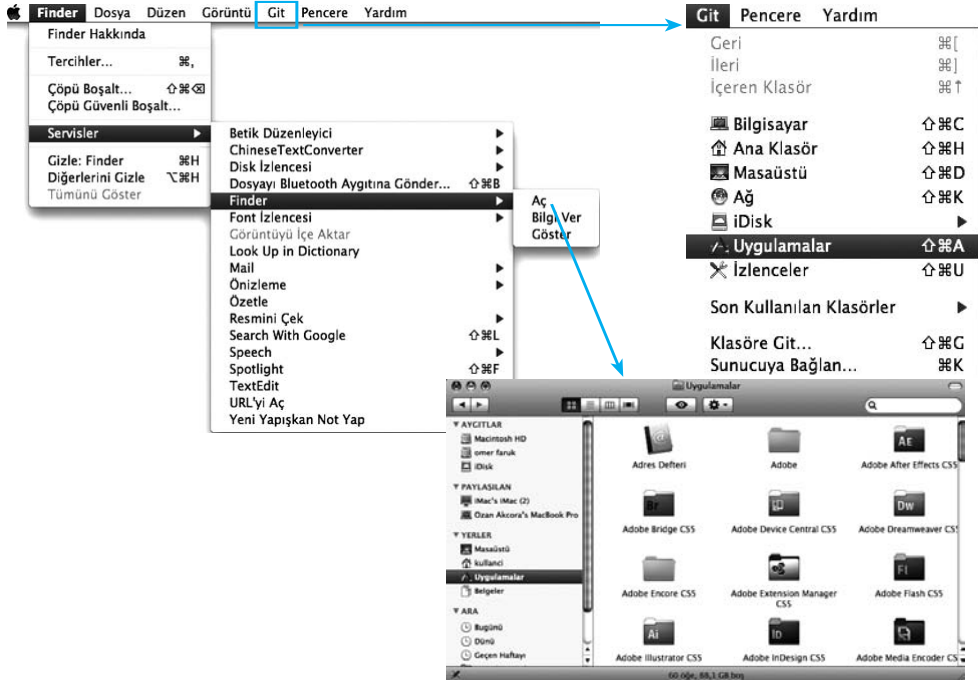 Finder Dosya Düzen Görüntü Git Pencere Yardım
Finder Hakkında
Tercihler... ⌘,
Çöpü Boşalt... ⇧⌘⌫
Çöpü Güvenli Boşalt...
Servisler ▶
Gizle: Finder ⌘H
Diğerlerini Gizle ⌥⌘H
Tümünü Göster
Betik Düzenleyici ▶
ChineseTextConverter ▶
Disk İzlencesi ▶
Dosyayı Bluetooth Aygıtına Gönder... ⇧⌘B
Finder ▶
Font İzlencesi ▶
Görüntüyü İçe Aktar
Look Up in Dictionary
Mail ▶
Önizleme ▶
Özetle
Resmini Çek ▶
Search With Google ⇧⌘L
Speech ▶
Spotlight ⇧⌘F
TextEdit
URL'yi Aç
Yeni Yapışkan Not Yap
Aç
Bilgi Ver
Göster
Git Pencere Yardım
Geri ⌘[
İleri ⌘]
İçeren Klasör ⌘↑
Bilgisayar ⇧⌘C
Ana Klasör ⇧⌘H
Masaüstü ⇧⌘D
Ağ ⇧⌘K
iDisk ▶
Uygulamalar ⇧⌘A
İzlenceler ⇧⌘U
Son Kullanılan Klasörler ▶
Klasöre Git... ⇧⌘G
Sunucuya Bağlan... ⌘K
Uygulamalar
AYGITLAR
Macintosh HD
omer faruk
iDisk
PAYLAŞILAN
iMac's iMac (2)
Ozan Akcora's MacBook Pro
YERLER
Masaüstü
kullanci
Uygulamalar
Belgeler
ARA
Bugünü
Dünü
Geçen Haftayı
Adres Defteri
Adobe
AE
Adobe After Effects CS5
Br
Adobe Bridge CS5
Adobe Device Central CS5
Dw
Adobe Dreamweaver CS5
Adobe Encore CS5
Adobe Extension Manager
CS5
FL
Adobe Flash CS5
Ai
Adobe Illustrator CS5
ID
Adobe InDesign CS5
Adobe Media Encoder CS5
60 öğe, 88,1 GB boş